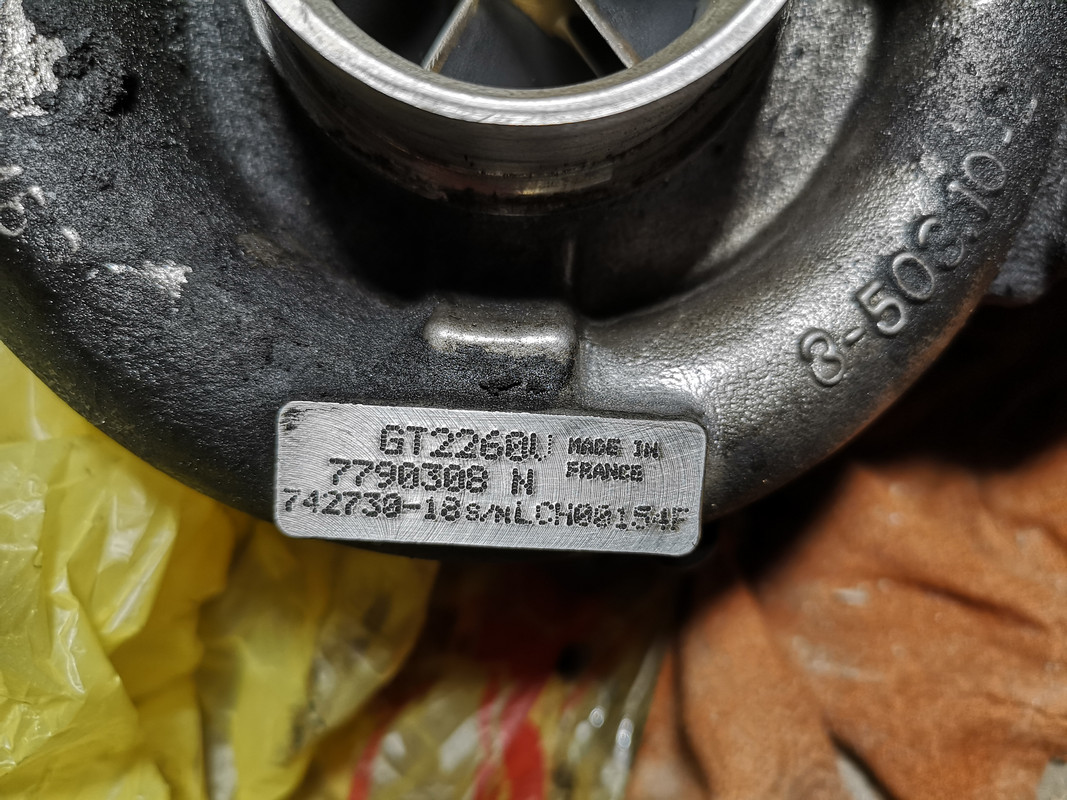 GT2260V MADE IN
FRANCE
7790308 N
742730-18 S/N LCH00154F
3-50310-